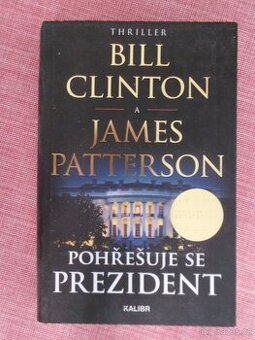 THRILLER
BILL
CLINTON
A
JAMES
PATTERSON
POHŘEŠUJE SE
PREZIDENT
KALIBR